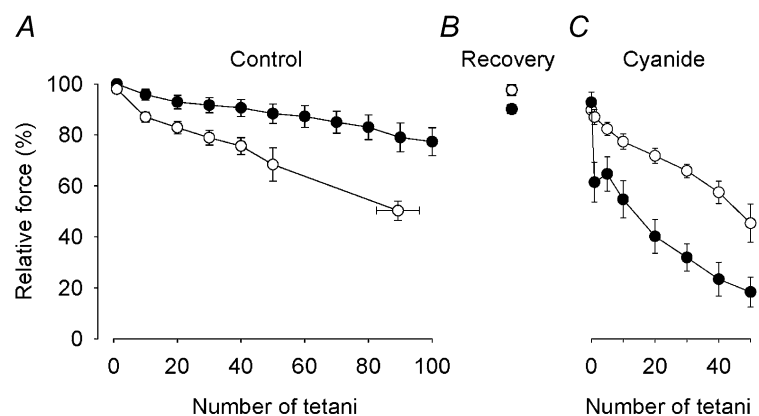 A B C
Control Recovery Cyanide
Relative force (%)
100
80
60
40
20
0
0 20 40 60 80 100 0 20 40
Number of tetani Number of tetani